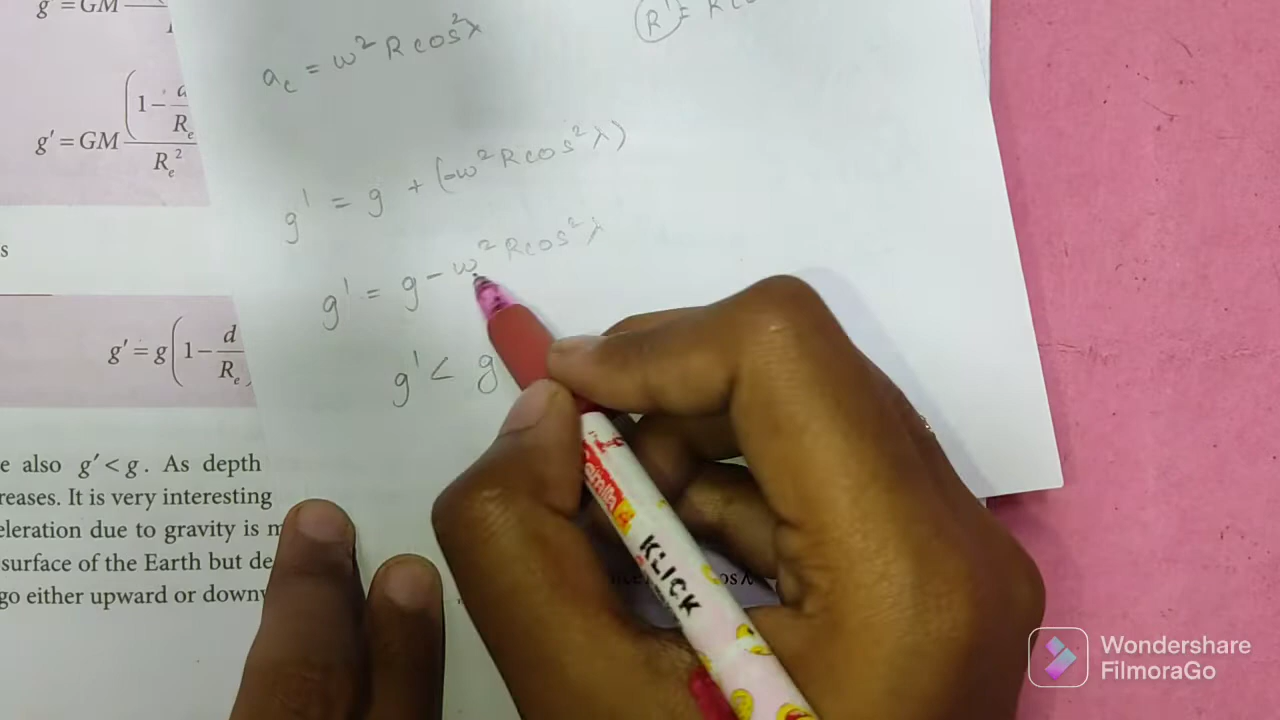 g′ = GM
R′ = R
a_c = ω² R cos²λ
g′ = GM (1 − d/R_e) / R_e²
g′ = g + (−ω² R cos²λ)
g′ = g − ω² R cos²λ
g′ = g(1 − d/R_e
g′ < g
e also g′ < g. As depth
reases. It is very interesting
eleration due to gravity is m
surface of the Earth but de
go either upward or down
osλ
KLICK
Wondershare
FilmoraGo